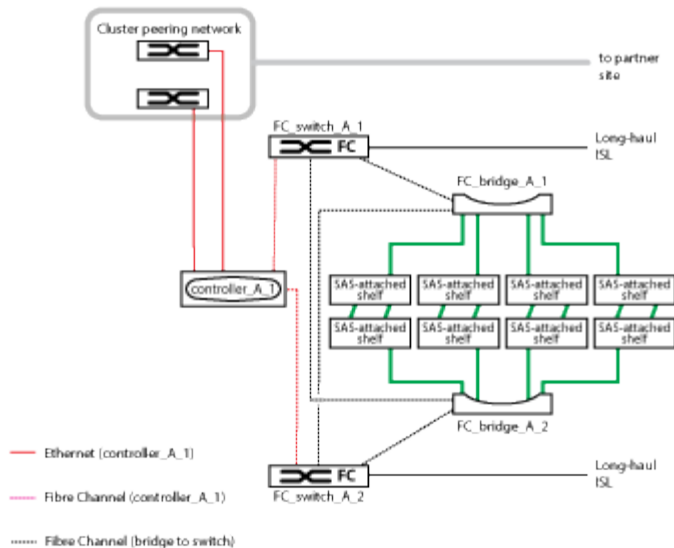 Cluster peering network
to partner
site
FC_switch_A_1
FC
Long-haul
ISL
FC_bridge_A_1
controller_A_1
SAS-attached
shelf
SAS-attached
shelf
SAS-attached
shelf
SAS-attached
shelf
SAS-attached
shelf
SAS-attached
shelf
SAS-attached
shelf
SAS-attached
shelf
FC_bridge_A_2
Ethernet (controller_A_1)
FC
Long-haul
ISL
FC_switch_A_2
Fibre Channel (controller_A_1)
Fibre Channel (bridge to switch)